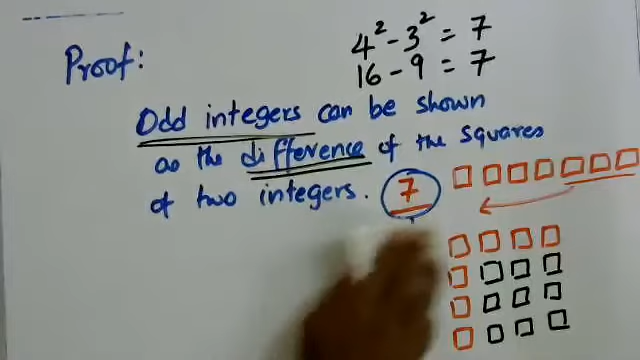 Proof:
4² - 3² = 7
16 - 9 = 7
Odd integers can be shown
as the difference of the squares
of two integers.
7